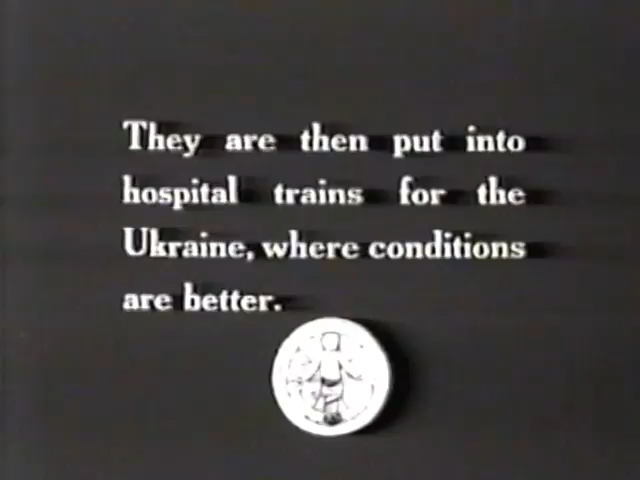 They are then put into
hospital trains for the
Ukraine, where conditions
are better.